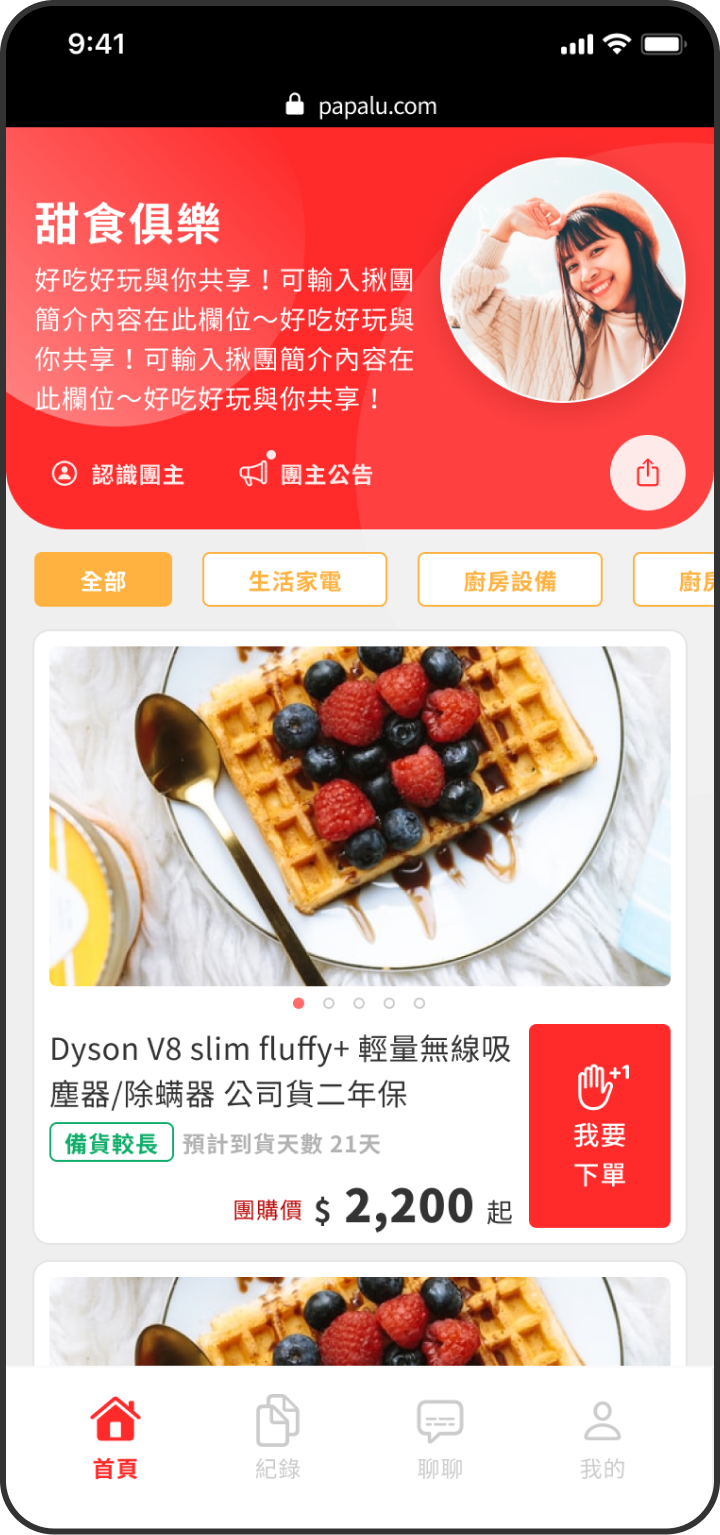 9:41
papalu.com
甜食俱樂
好吃好玩與你共享！可輸入揪團
簡介內容在此欄位～好吃好玩與
你共享！可輸入揪團簡介內容在
此欄位～好吃好玩與你共享！
認識團主
團主公告
全部
生活家電
廚房設備
廚房
Dyson V8 slim fluffy+ 輕量無線吸
塵器/除蟎器 公司貨二年保
備貨較長 預計到貨天數 21天
團購價 $ 2,200 起
+1
我要
下單
首頁
紀錄
聊聊
我的